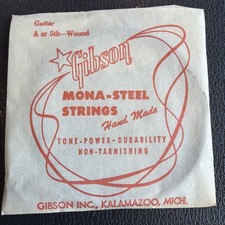 Guitar
A or 5th—Wound
Gibson
MONA-STEEL
STRINGS
Hand Made
TONE-POWER-DURABILITY
NON-TARNISHING
GIBSON INC., KALAMAZOO, MICH.